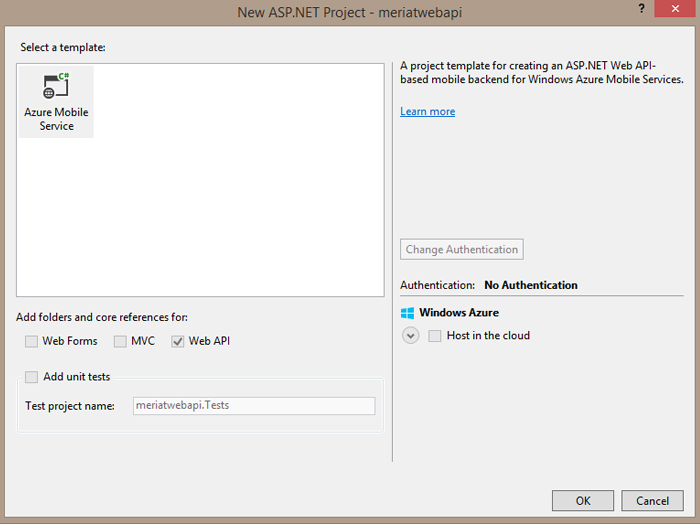 New ASP.NET Project - meriatwebapi
?
x
Select a template:
C#
Azure Mobile
Service
A project template for creating an ASP.NET Web API-
based mobile backend for Windows Azure Mobile Services.
Learn more
Change Authentication
Authentication: No Authentication
Windows Azure
Host in the cloud
Add folders and core references for:
Web Forms MVC Web API
Add unit tests
Test project name: meriatwebapi.Tests
OK Cancel